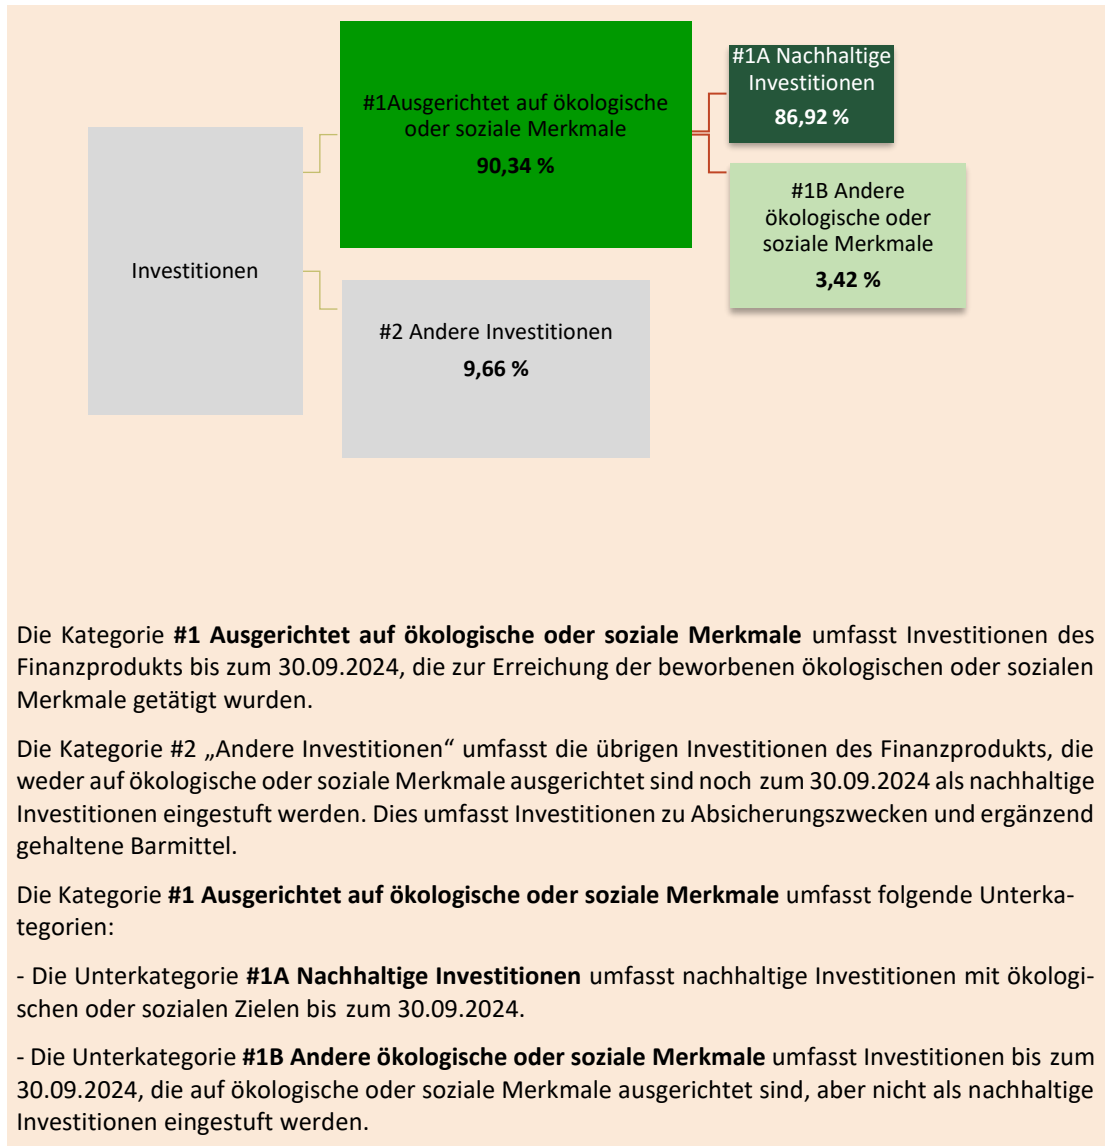 Investitionen
#1Ausgerichtet auf ökologische
oder soziale Merkmale
90,34 %
#1A Nachhaltige
Investitionen
86,92 %
#1B Andere
ökologische oder
soziale Merkmale
3,42 %
#2 Andere Investitionen
9,66 %
Die Kategorie #1 Ausgerichtet auf ökologische oder soziale Merkmale umfasst Investitionen des
Finanzprodukts bis zum 30.09.2024, die zur Erreichung der beworbenen ökologischen oder sozialen
Merkmale getätigt wurden.
Die Kategorie #2 „Andere Investitionen“ umfasst die übrigen Investitionen des Finanzprodukts, die
weder auf ökologische oder soziale Merkmale ausgerichtet sind noch zum 30.09.2024 als nachhaltige
Investitionen eingestuft werden. Dies umfasst Investitionen zu Absicherungszwecken und ergänzend
gehaltene Barmittel.
Die Kategorie #1 Ausgerichtet auf ökologische oder soziale Merkmale umfasst folgende Unterka-
tegorien:
- Die Unterkategorie #1A Nachhaltige Investitionen umfasst nachhaltige Investitionen mit ökologi-
schen oder sozialen Zielen bis zum 30.09.2024.
- Die Unterkategorie #1B Andere ökologische oder soziale Merkmale umfasst Investitionen bis zum
30.09.2024, die auf ökologische oder soziale Merkmale ausgerichtet sind, aber nicht als nachhaltige
Investitionen eingestuft werden.